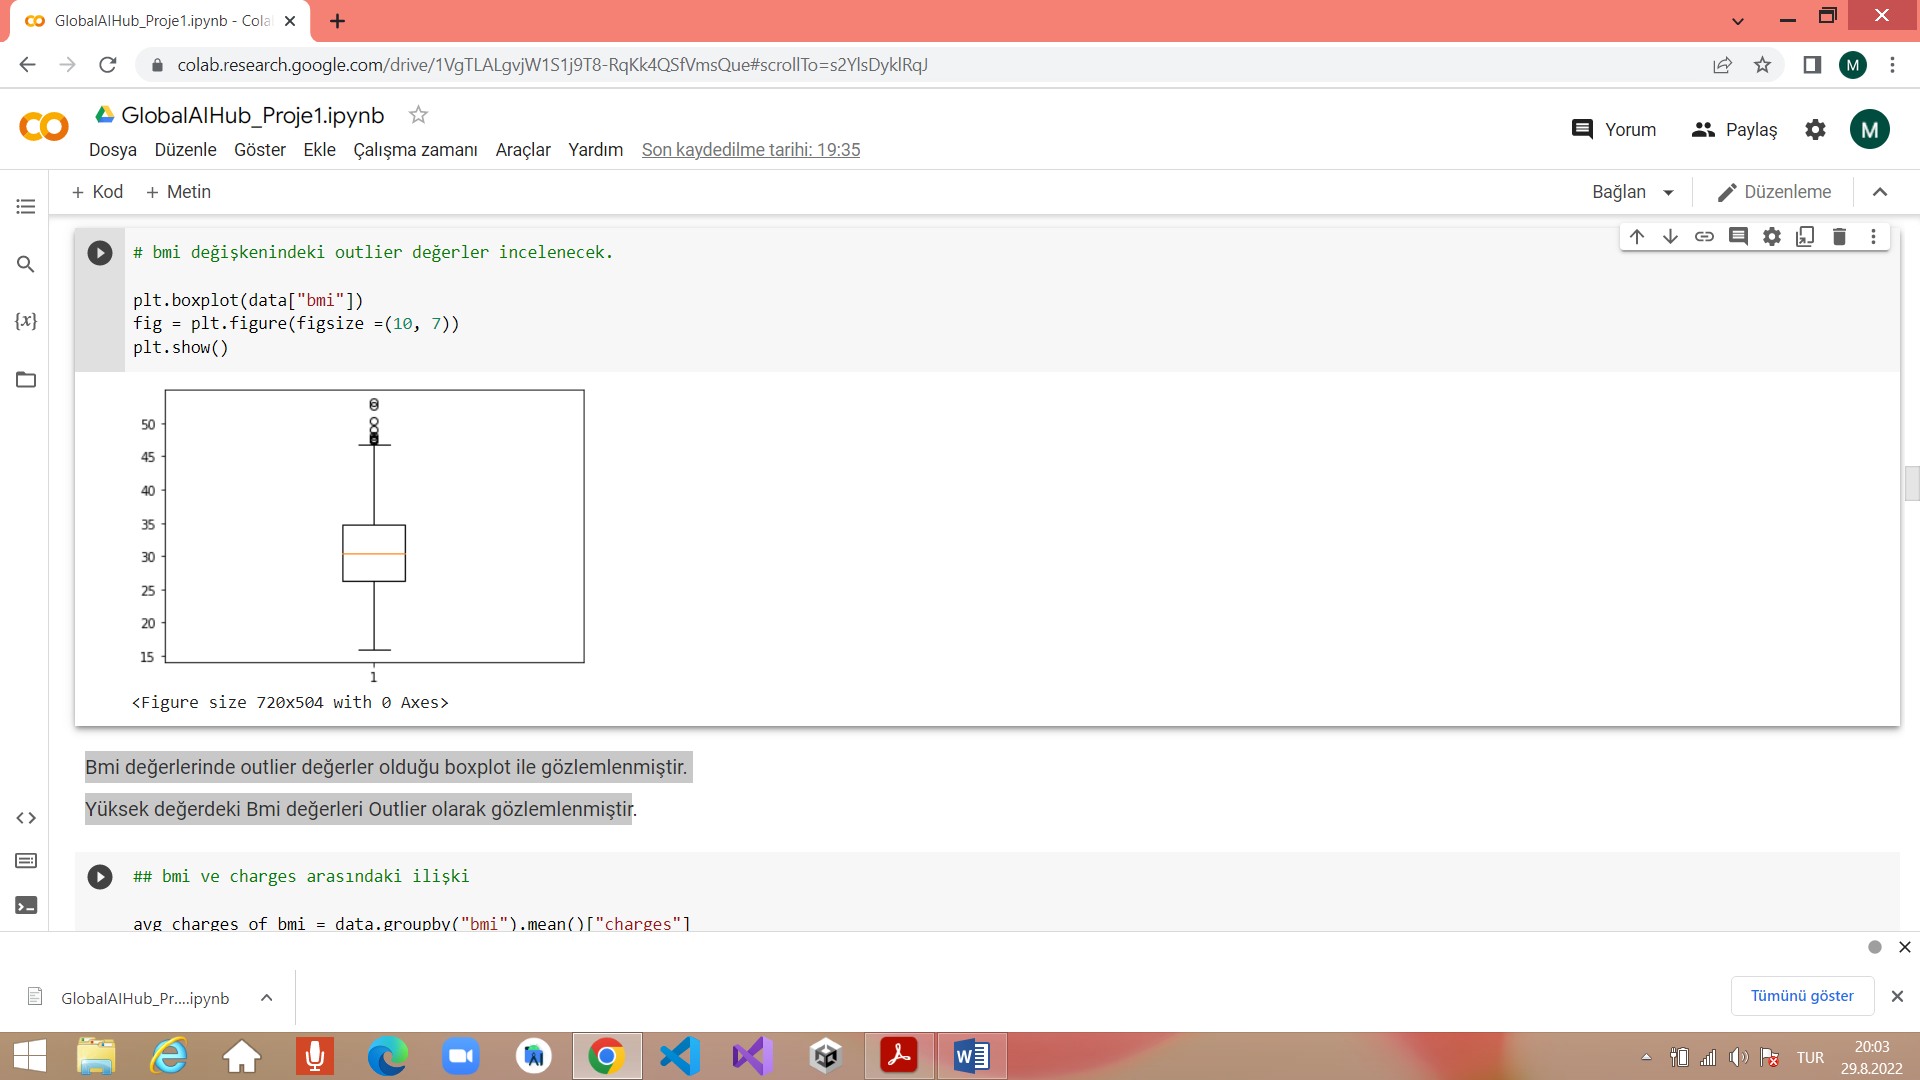 GlobalAIHub_Proje1.ipynb - Cola
colab.research.google.com/drive/1VgTLALgvjW1S1j9T8-RqKk4QSfVmsQue#scrollTo=s2YlsDyklRqJ
M
GlobalAIHub_Proje1.ipynb
Yorum
Paylaş
M
Dosya Düzenle Göster Ekle Çalışma zamanı Araçlar Yardım Son kaydedilme tarihi: 19:35
+ Kod + Metin
Bağlan
Düzenleme
{x}
# bmi değişkenindeki outlier değerler incelenecek.
plt.boxplot(data["bmi"])
fig = plt.figure(figsize =(10, 7))
plt.show()
50
45
40
35
30
25
20
15
1
<Figure size 720x504 with 0 Axes>
Bmi değerlerinde outlier değerler olduğu boxplot ile gözlemlenmiştir.
Yüksek değerdeki Bmi değerleri Outlier olarak gözlemlenmiştir.
## bmi ve charges arasındaki ilişki
avg_charges_of_bmi = data.groupby("bmi").mean()["charges"]
GlobalAIHub_Pr....ipynb
Tümünü göster
TUR
20:03
29.8.2022